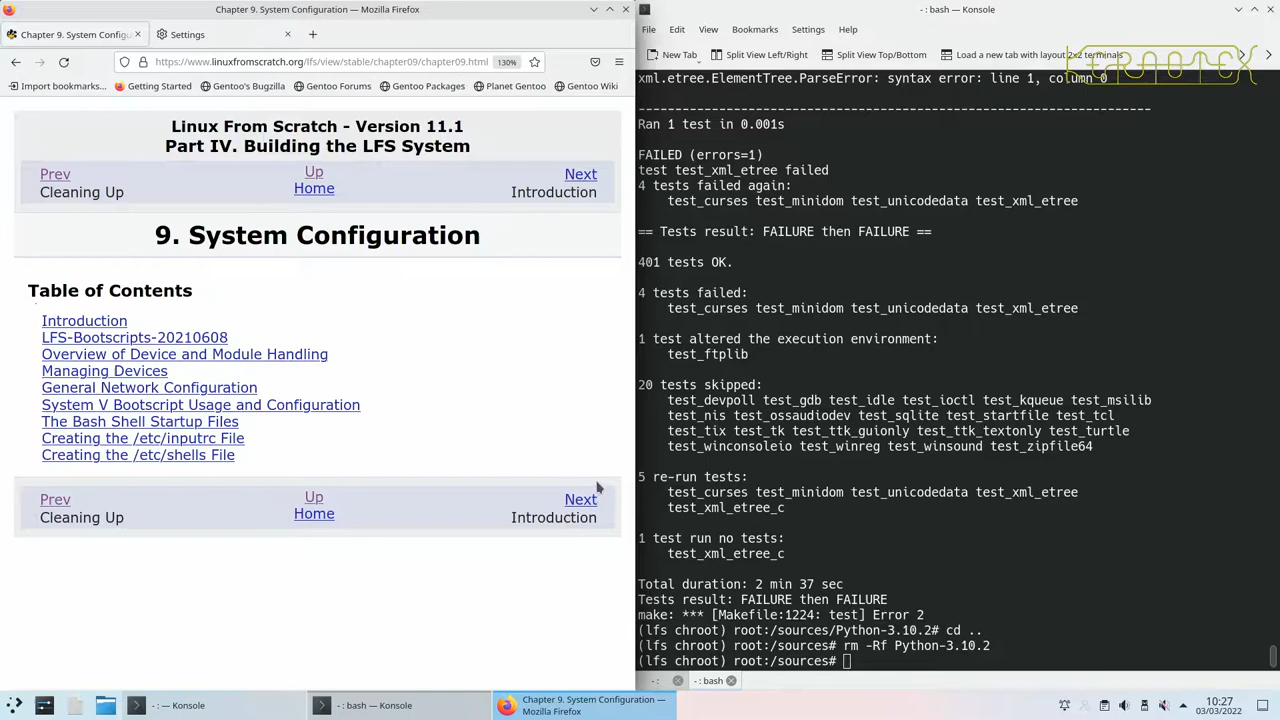 Chapter 9. System Configuration — Mozilla Firefox
Chapter 9. System Configu
Settings
https://www.linuxfromscratch.org/lfs/view/stable/chapter09/chapter09.html
130%
Import bookmarks...
Getting Started
Gentoo's Bugzilla
Gentoo Forums
Gentoo Packages
Planet Gentoo
Gentoo Wiki
Linux From Scratch - Version 11.1
Part IV. Building the LFS System
Prev
Up
Next
Cleaning Up
Home
Introduction
9. System Configuration
Table of Contents
Introduction
LFS-Bootscripts-20210608
Overview of Device and Module Handling
Managing Devices
General Network Configuration
System V Bootscript Usage and Configuration
The Bash Shell Startup Files
Creating the /etc/inputrc File
Creating the /etc/shells File
Prev
Up
Next
Cleaning Up
Home
Introduction
- : bash — Konsole
File Edit View Bookmarks Settings Help
New Tab
Split View Left/Right
Split View Top/Bottom
Load a new tab with layout 2x2 terminals
xml.etree.ElementTree.ParseError: syntax error: line 1, column 0
----------------------------------------------------------------------
Ran 1 test in 0.001s
FAILED (errors=1)
test test_xml_etree failed
4 tests failed again:
test_curses test_minidom test_unicodedata test_xml_etree
== Tests result: FAILURE then FAILURE ==
401 tests OK.
4 tests failed:
test_curses test_minidom test_unicodedata test_xml_etree
1 test altered the execution environment:
test_ftplib
20 tests skipped:
test_devpoll test_gdb test_idle test_ioctl test_kqueue test_msilib
test_nis test_ossaudiodev test_sqlite test_startfile test_tcl
test_tix test_tk test_ttk_guionly test_ttk_textonly test_turtle
test_winconsoleio test_winreg test_winsound test_zipfile64
5 re-run tests:
test_curses test_minidom test_unicodedata test_xml_etree
test_xml_etree_c
1 test run no tests:
test_xml_etree_c
Total duration: 2 min 37 sec
Tests result: FAILURE then FAILURE
make: *** [Makefile:1224: test] Error 2
(lfs chroot) root:/sources/Python-3.10.2# cd ..
(lfs chroot) root:/sources# rm -Rf Python-3.10.2
(lfs chroot) root:/sources#
- :
- : bash
- : — Konsole
- : bash — Konsole
Chapter 9. System Configuration — Mozilla Firefox
10:27
03/03/2022